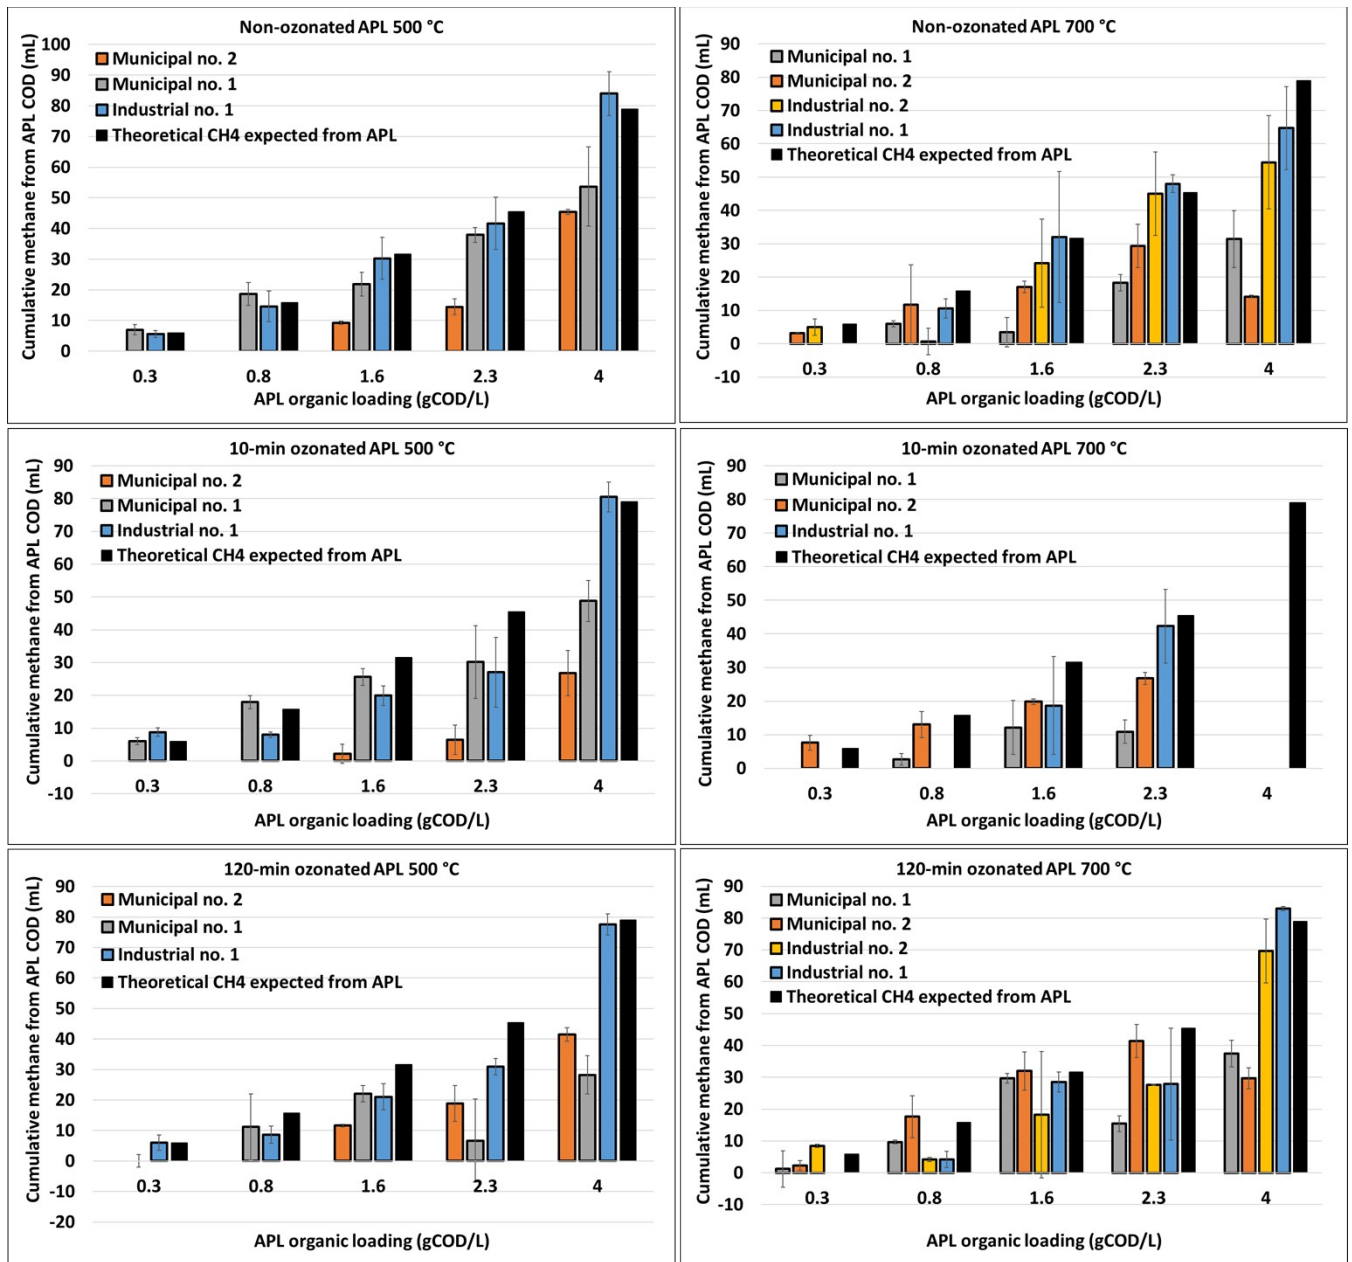 Non-ozonated APL 500 °C
Cumulative methane from APL COD (mL)
100
90
80
70
60
50
40
30
20
10
0
Municipal no. 2
Municipal no. 1
Industrial no. 1
Theoretical CH4 expected from APL
0.3 0.8 1.6 2.3 4
APL organic loading (gCOD/L)
Non-ozonated APL 700 °C
Cumulative methane from APL COD (mL)
90
80
70
60
50
40
30
20
10
0
-10
Municipal no. 1
Municipal no. 2
Industrial no. 2
Industrial no. 1
Theoretical CH4 expected from APL
0.3 0.8 1.6 2.3 4
APL organic loading (gCOD/L)
10-min ozonated APL 500 °C
Cumulative methane from APL COD (mL)
90
80
70
60
50
40
30
20
10
0
-10
Municipal no. 2
Municipal no. 1
Industrial no. 1
Theoretical CH4 expected from APL
0.3 0.8 1.6 2.3 4
APL organic loading (gCOD/L)
10-min ozonated APL 700 °C
Cumulative methane from APL COD (mL)
90
80
70
60
50
40
30
20
10
0
Municipal no. 1
Municipal no. 2
Industrial no. 1
Theoretical CH4 expected from APL
0.3 0.8 1.6 2.3 4
APL organic loading (gCOD/L)
120-min ozonated APL 500 °C
Cumulative methane from APL COD (mL)
90
80
70
60
50
40
30
20
10
0
-10
-20
Municipal no. 2
Municipal no. 1
Industrial no. 1
Theoretical CH4 expected from APL
0.3 0.8 1.6 2.3 4
APL organic loading (gCOD/L)
120-min ozonated APL 700 °C
Cumulative methane from APL COD (mL)
90
80
70
60
50
40
30
20
10
0
-10
Municipal no. 1
Municipal no. 2
Industrial no. 2
Industrial no. 1
Theoretical CH4 expected from APL
0.3 0.8 1.6 2.3 4
APL organic loading (gCOD/L)